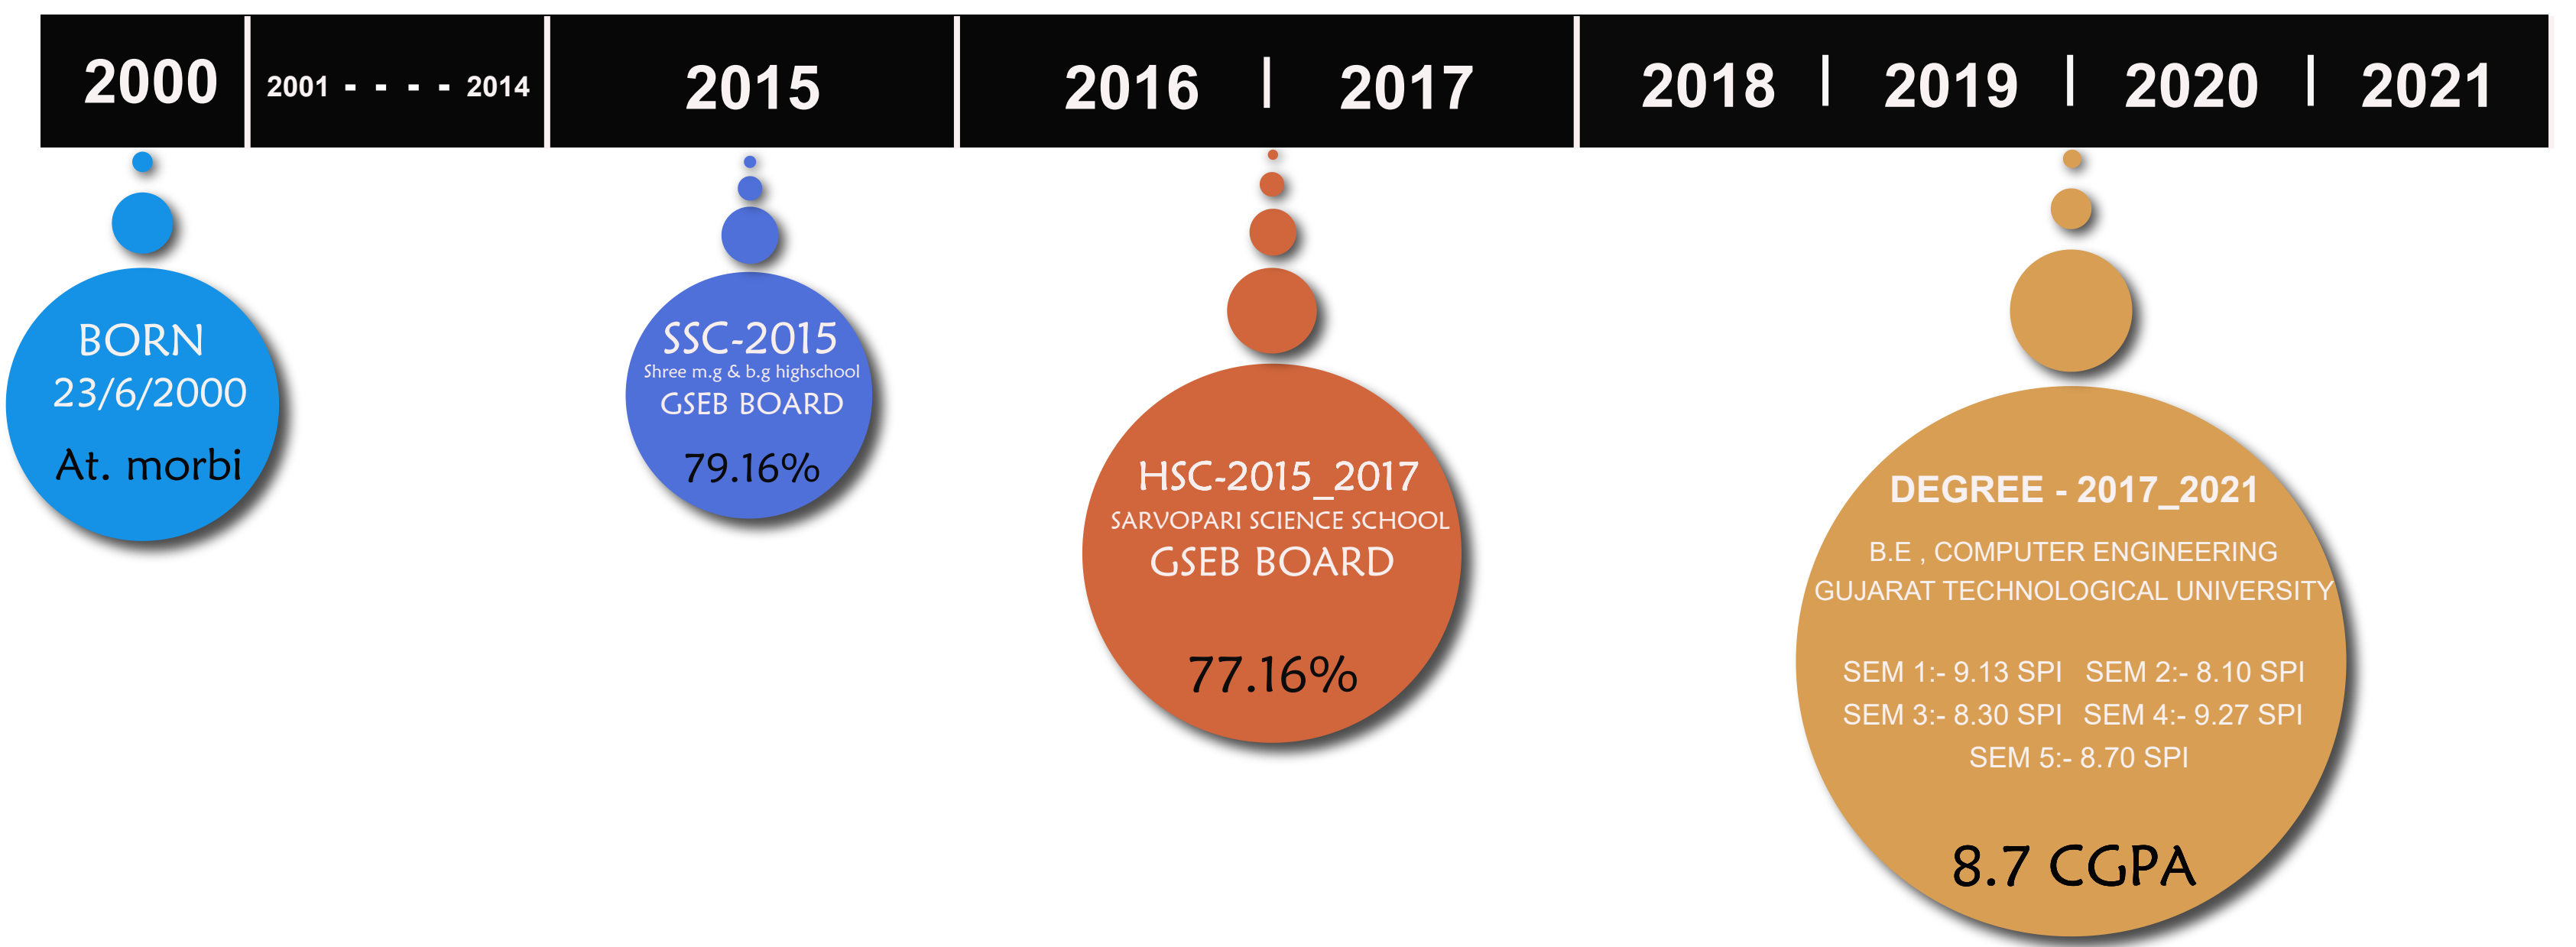 2000 2001 - - - - 2014 2015 2016 | 2017 2018 | 2019 | 2020 | 2021
BORN
23/6/2000
At. morbi
SSC-2015
Shree m.g & b.g highschool
GSEB BOARD
79.16%
HSC-2015_2017
SARVOPARI SCIENCE SCHOOL
GSEB BOARD
77.16%
DEGREE - 2017_2021
B.E , COMPUTER ENGINEERING
GUJARAT TECHNOLOGICAL UNIVERSITY
SEM 1:- 9.13 SPI SEM 2:- 8.10 SPI
SEM 3:- 8.30 SPI SEM 4:- 9.27 SPI
SEM 5:- 8.70 SPI
8.7 CGPA